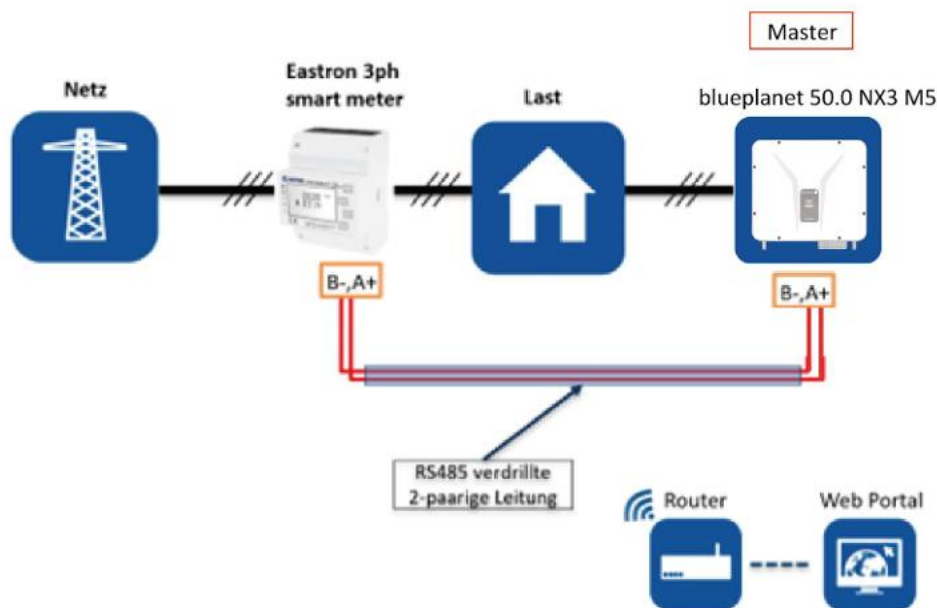 Master
Netz
Eastron 3ph
smart meter
Last
blueplanet 50.0 NX3 M5
B-,A+
B-,A+
RS485 verdrillte
2-paarige Leitung
Router
Web Portal